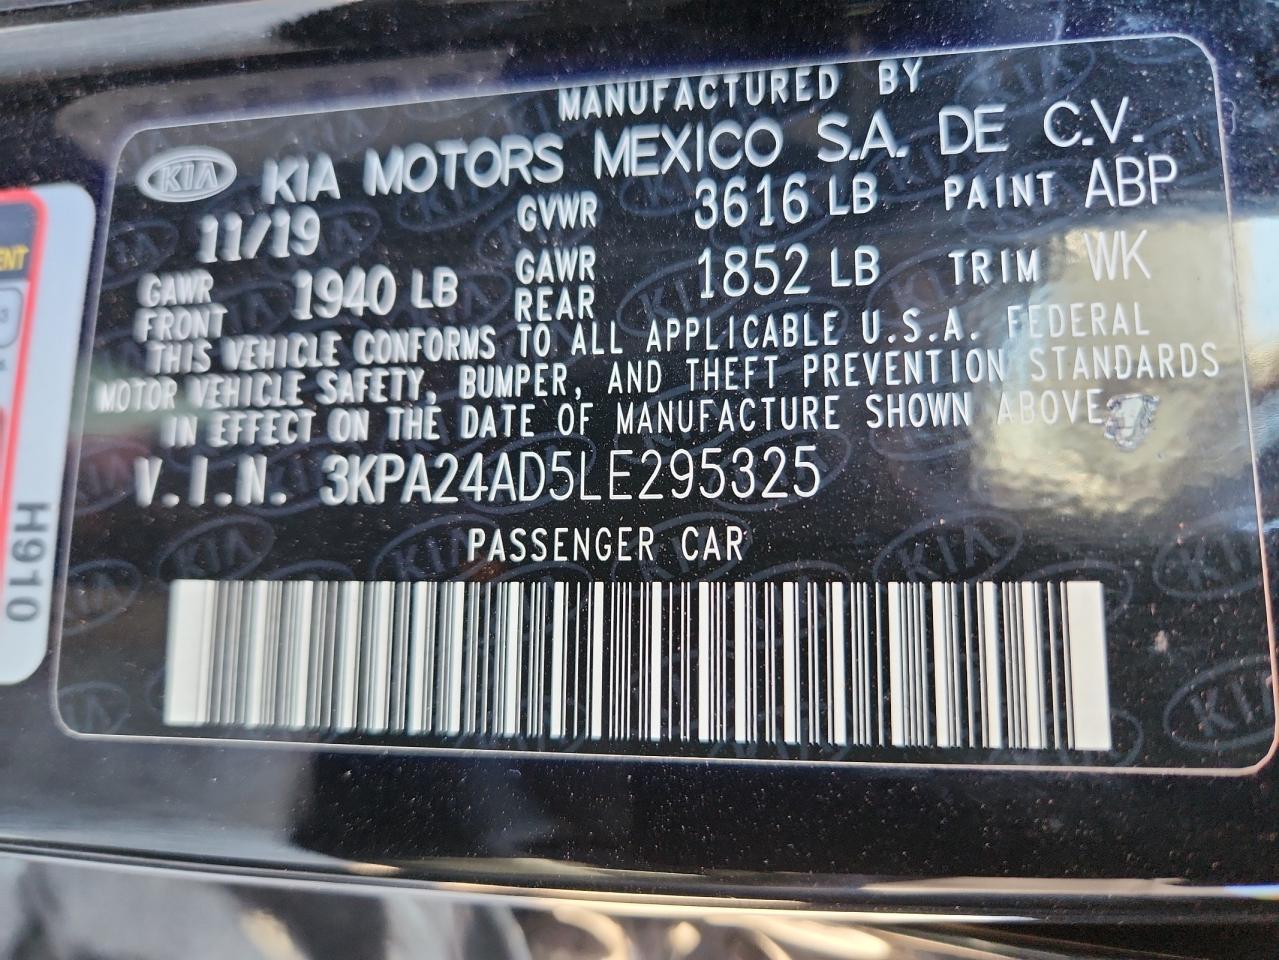 MANUFACTURED BY
KIA KIA MOTORS MEXICO S.A. DE C.V.
11/19 GVWR 3616 LB PAINT ABP
GAWR FRONT 1940 LB GAWR REAR 1852 LB TRIM WK
THIS VEHICLE CONFORMS TO ALL APPLICABLE U.S.A. FEDERAL
MOTOR VEHICLE SAFETY, BUMPER, AND THEFT PREVENTION STANDARDS
IN EFFECT ON THE DATE OF MANUFACTURE SHOWN ABOVE.
V.I.N. 3KPA24AD5LE295325
PASSENGER CAR
H910